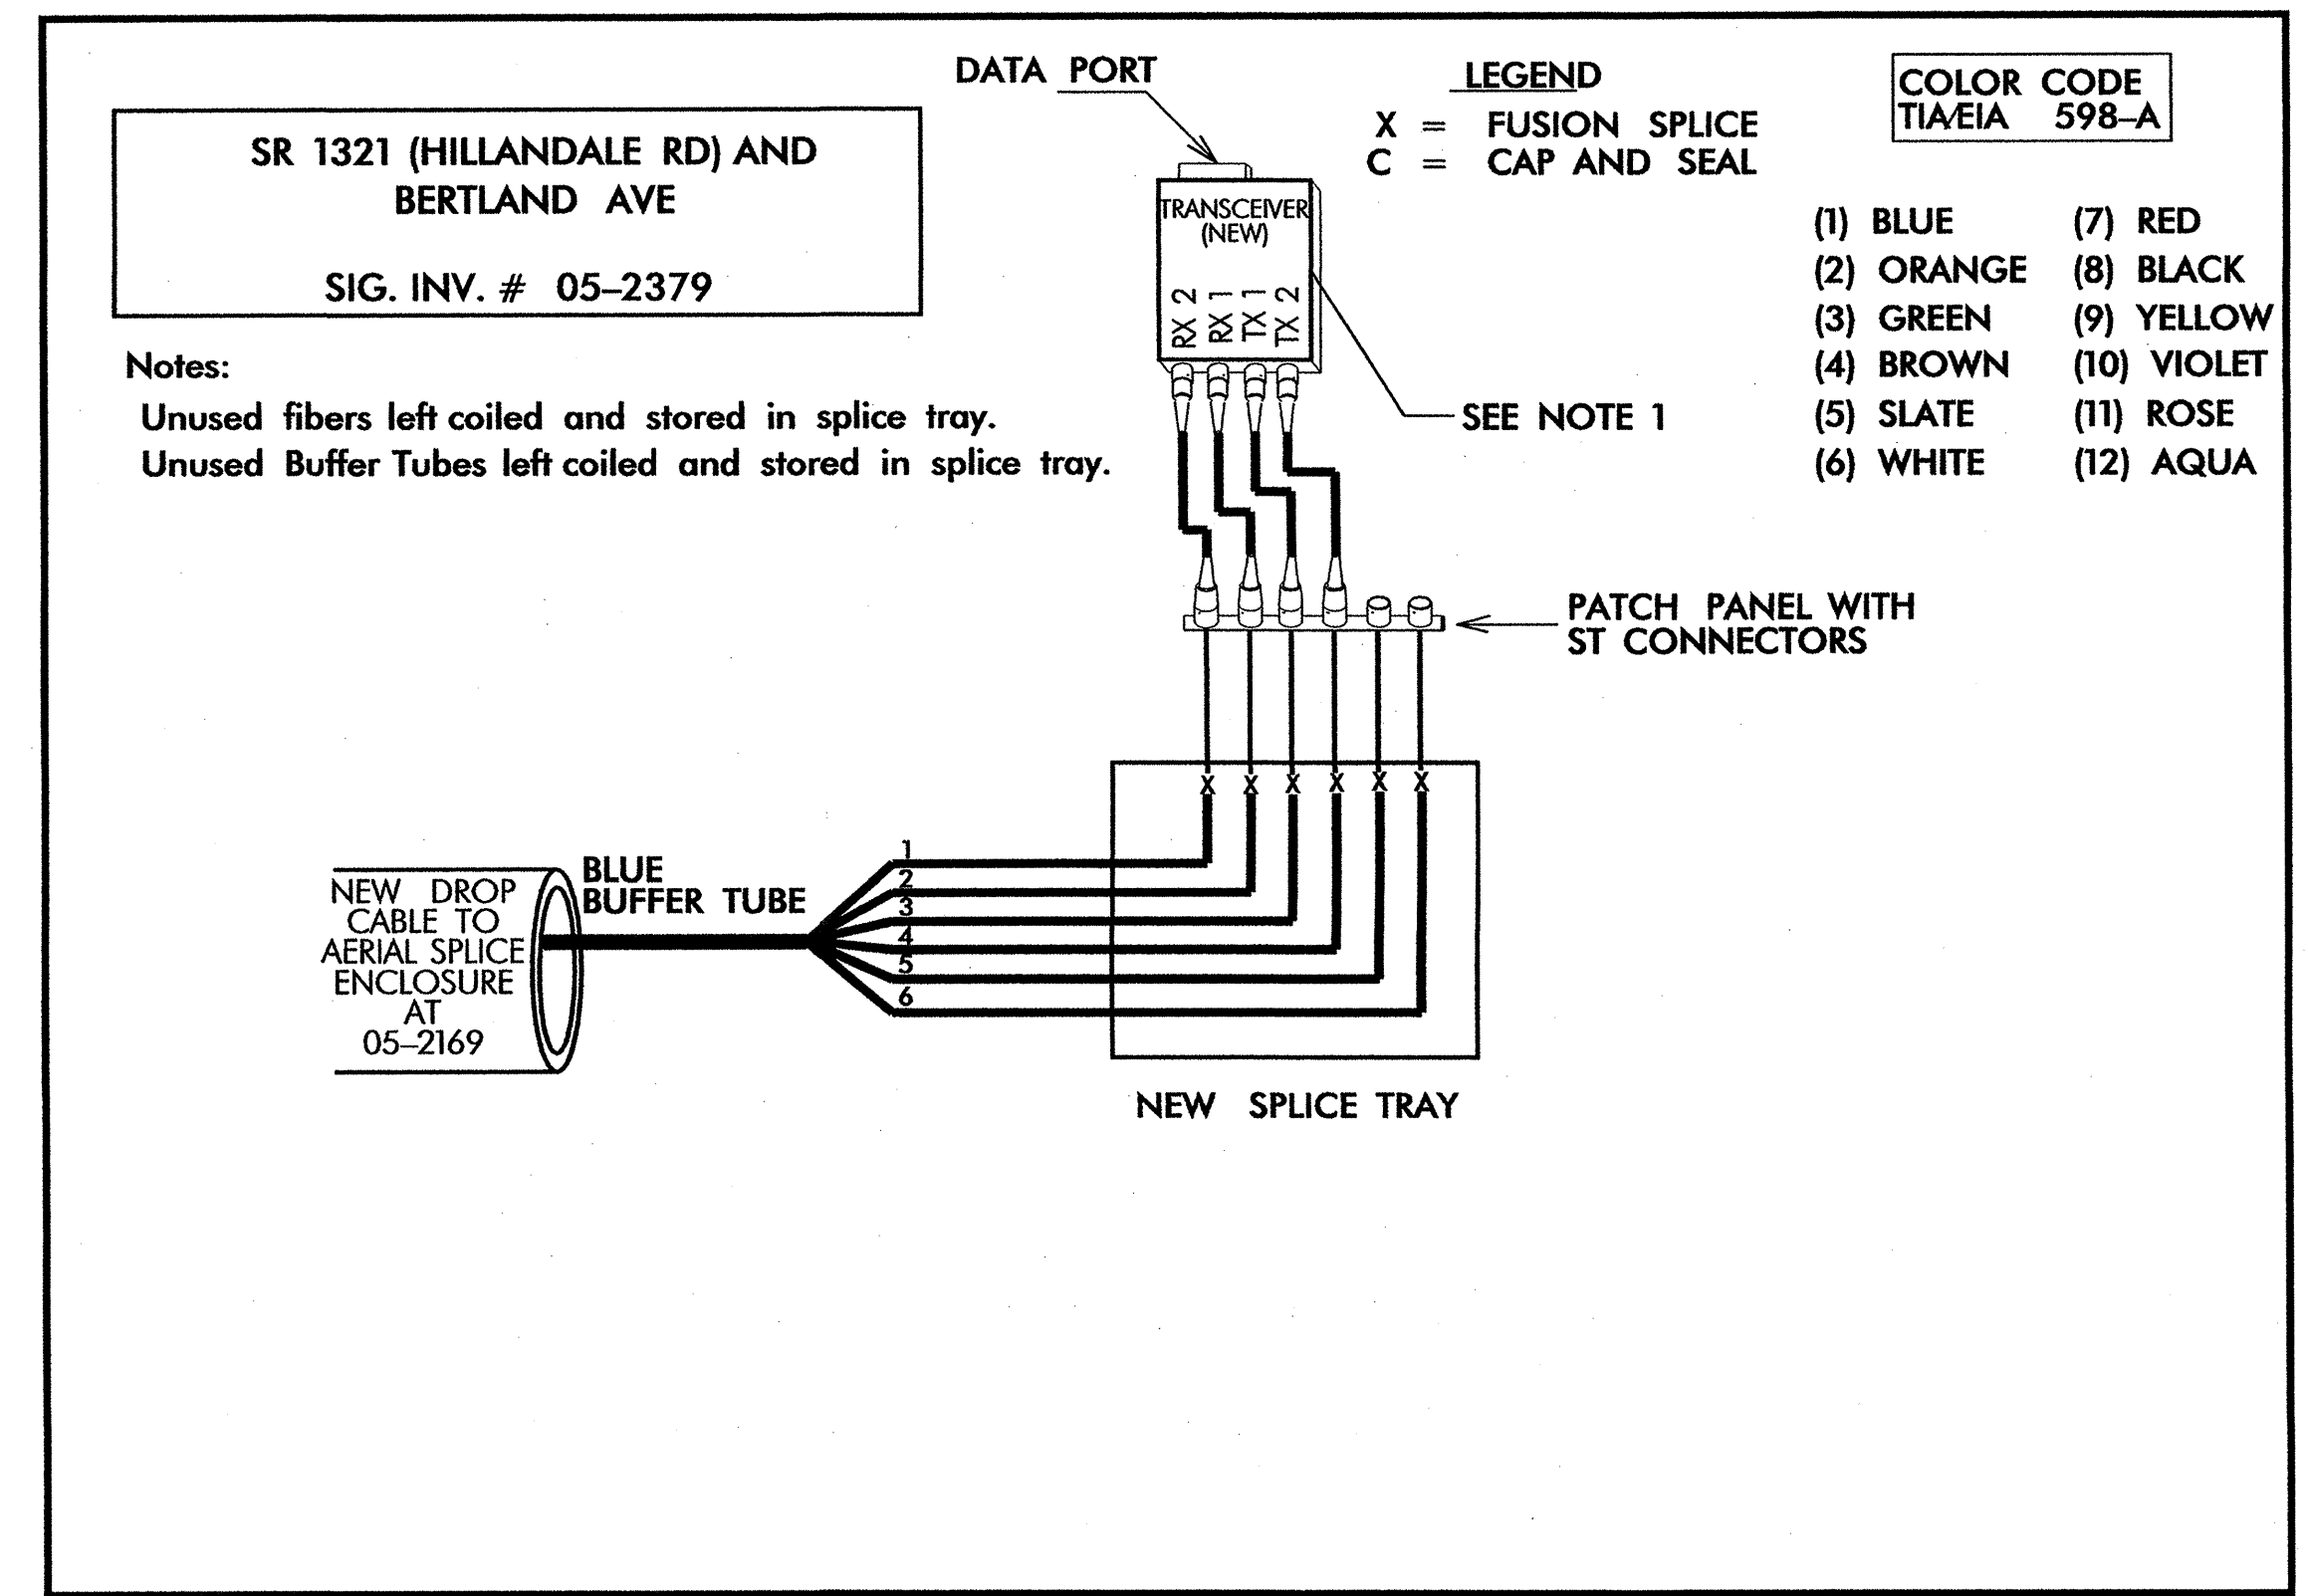 DATA PORT
LEGEND
X = FUSION SPLICE
C = CAP AND SEAL
COLOR CODE
TIA/EIA 598-A
SR 1321 (HILLANDALE RD) AND
BERTLAND AVE
SIG. INV. # 05-2379
Notes:
Unused fibers left coiled and stored in splice tray.
Unused Buffer Tubes left coiled and stored in splice tray.
TRANSCEIVER
(NEW)
RX 2
RX 1
TX 1
TX 2
SEE NOTE 1
(1) BLUE (7) RED
(2) ORANGE (8) BLACK
(3) GREEN (9) YELLOW
(4) BROWN (10) VIOLET
(5) SLATE (11) ROSE
(6) WHITE (12) AQUA
PATCH PANEL WITH
ST CONNECTORS
X X X X X X
BLUE
BUFFER TUBE
1
2
3
4
5
6
NEW DROP
CABLE TO
AERIAL SPLICE
ENCLOSURE
AT
05-2169
NEW SPLICE TRAY